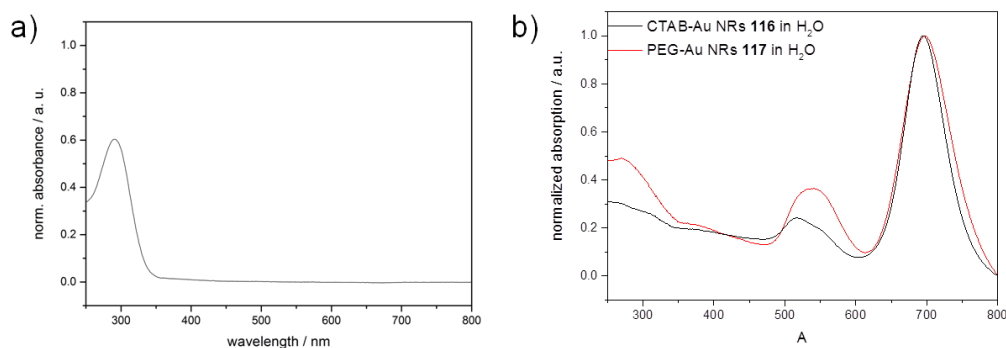 a)
norm. absorbance / a. u.
1.0
0.8
0.6
0.4
0.2
0.0
300 400 500 600 700 800
wavelength / nm
b)
CTAB-Au NRs 116 in H₂O
PEG-Au NRs 117 in H₂O
normalized absorption / a.u.
1.0
0.8
0.6
0.4
0.2
0.0
300 400 500 600 700 800
A